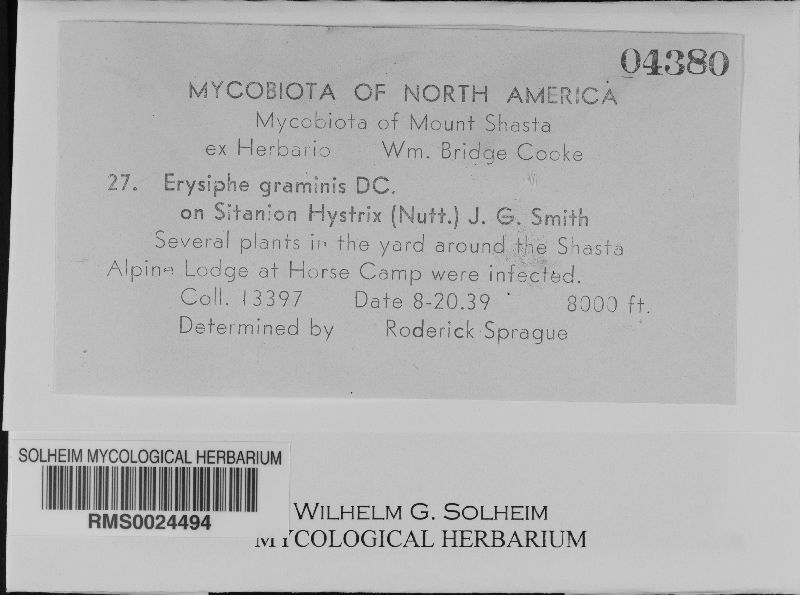 04380
MYCOBIOTA OF NORTH AMERICA
Mycobiota of Mount Shasta
ex Herbario Wm. Bridge Cooke
27. Erysiphe graminis DC.
on Sitanion Hystrix (Nutt.) J. G. Smith
Several plants in the yard around the Shasta
Alpine Lodge at Horse Camp were infected.
Coll. 13397 Date 8-20.39 8000 ft.
Determined by Roderick Sprague
SOLHEIM MYCOLOGICAL HERBARIUM
RMS0024494
WILHELM G. SOLHEIM
MYCOLOGICAL HERBARIUM